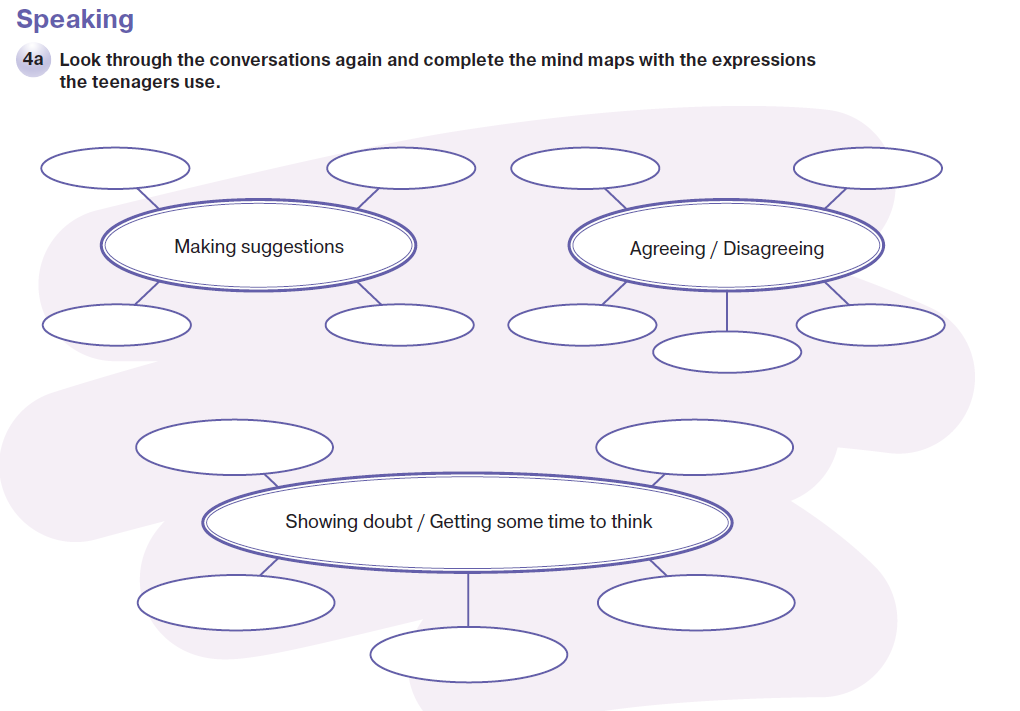 Speaking
4a Look through the conversations again and complete the mind maps with the expressions
the teenagers use.
Making suggestions
Agreeing / Disagreeing
Showing doubt / Getting some time to think